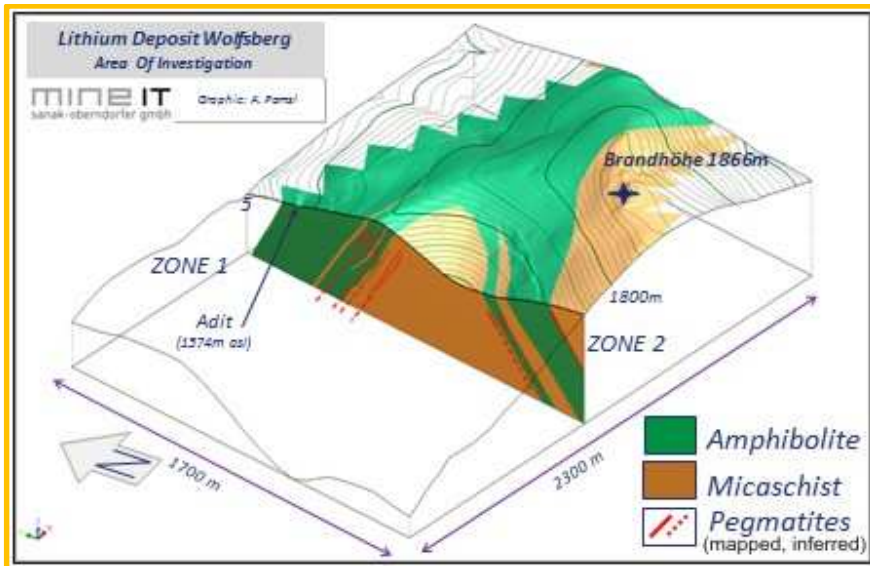 Lithium Deposit Wolfsberg
Area Of Investigation
mine IT
sanak-oberndorfer gmbh
Graphic: A.
Brandhöhe 1866m
5
ZONE 1
Adit
(1574m asl)
1800m
ZONE 2
N
1700 m
2300 m
Amphibolite
Micaschist
Pegmatites
(mapped, inferred)